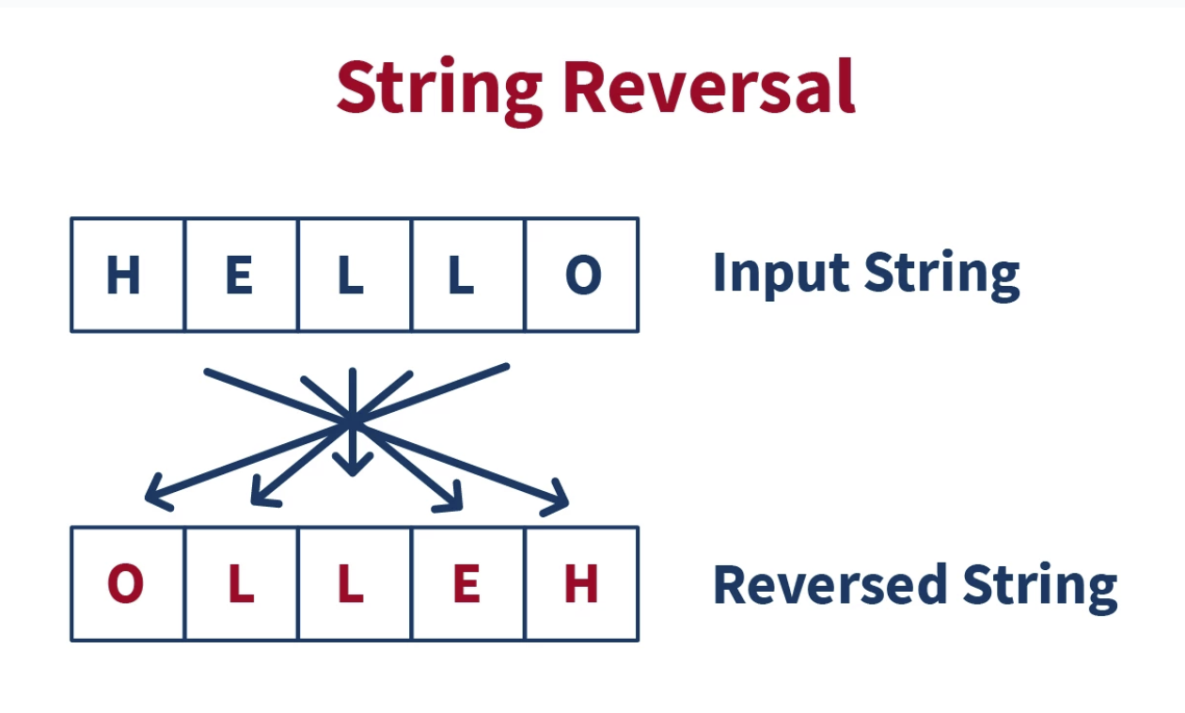 String Reversal
H E L L O Input String
O L L E H Reversed String